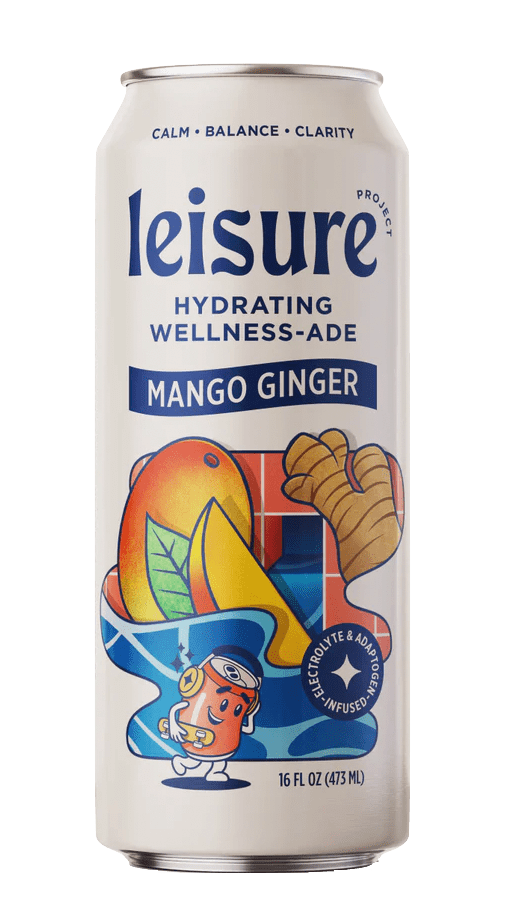 CALM • BALANCE • CLARITY
leisure
PROJECT
HYDRATING
WELLNESS-ADE
MANGO GINGER
ELECTROLYTE & ADAPTOGEN
-INFUSED-
16 FL OZ (473 ML)